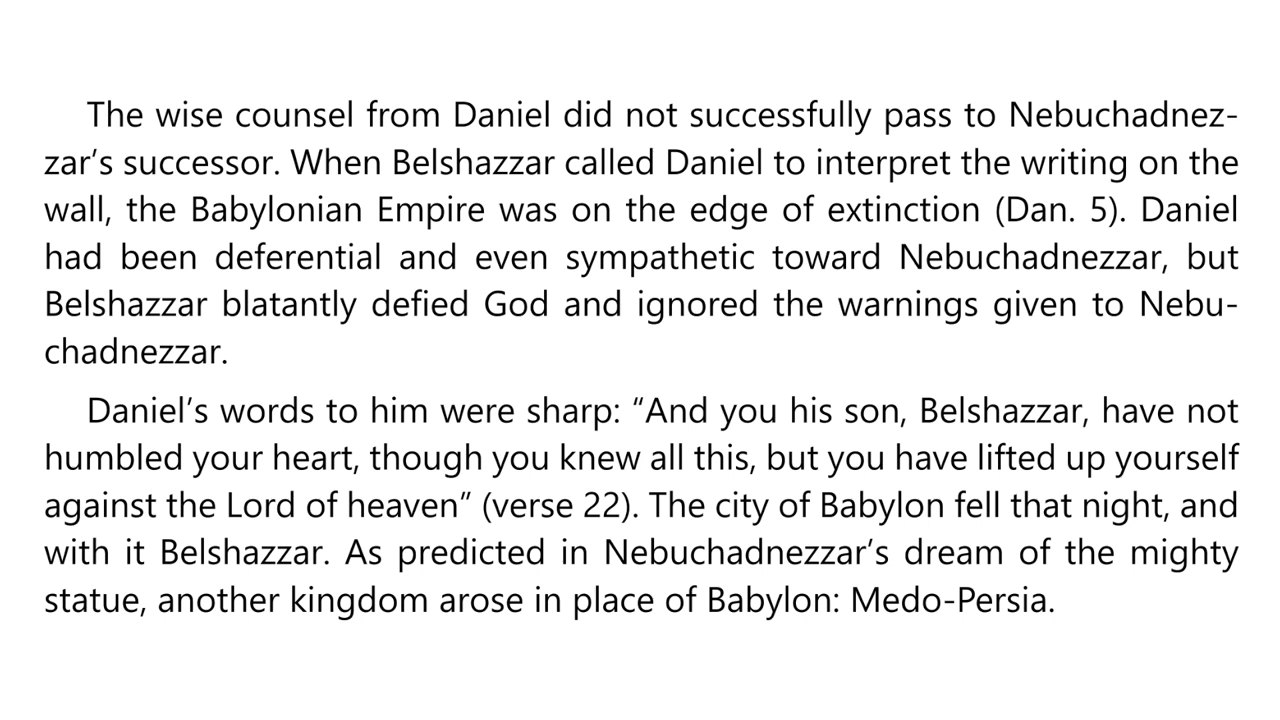 The wise counsel from Daniel did not successfully pass to Nebuchadnez-
zar’s successor. When Belshazzar called Daniel to interpret the writing on the
wall, the Babylonian Empire was on the edge of extinction (Dan. 5). Daniel
had been deferential and even sympathetic toward Nebuchadnezzar, but
Belshazzar blatantly defied God and ignored the warnings given to Nebu-
chadnezzar.
Daniel’s words to him were sharp: “And you his son, Belshazzar, have not
humbled your heart, though you knew all this, but you have lifted up yourself
against the Lord of heaven” (verse 22). The city of Babylon fell that night, and
with it Belshazzar. As predicted in Nebuchadnezzar’s dream of the mighty
statue, another kingdom arose in place of Babylon: Medo-Persia.